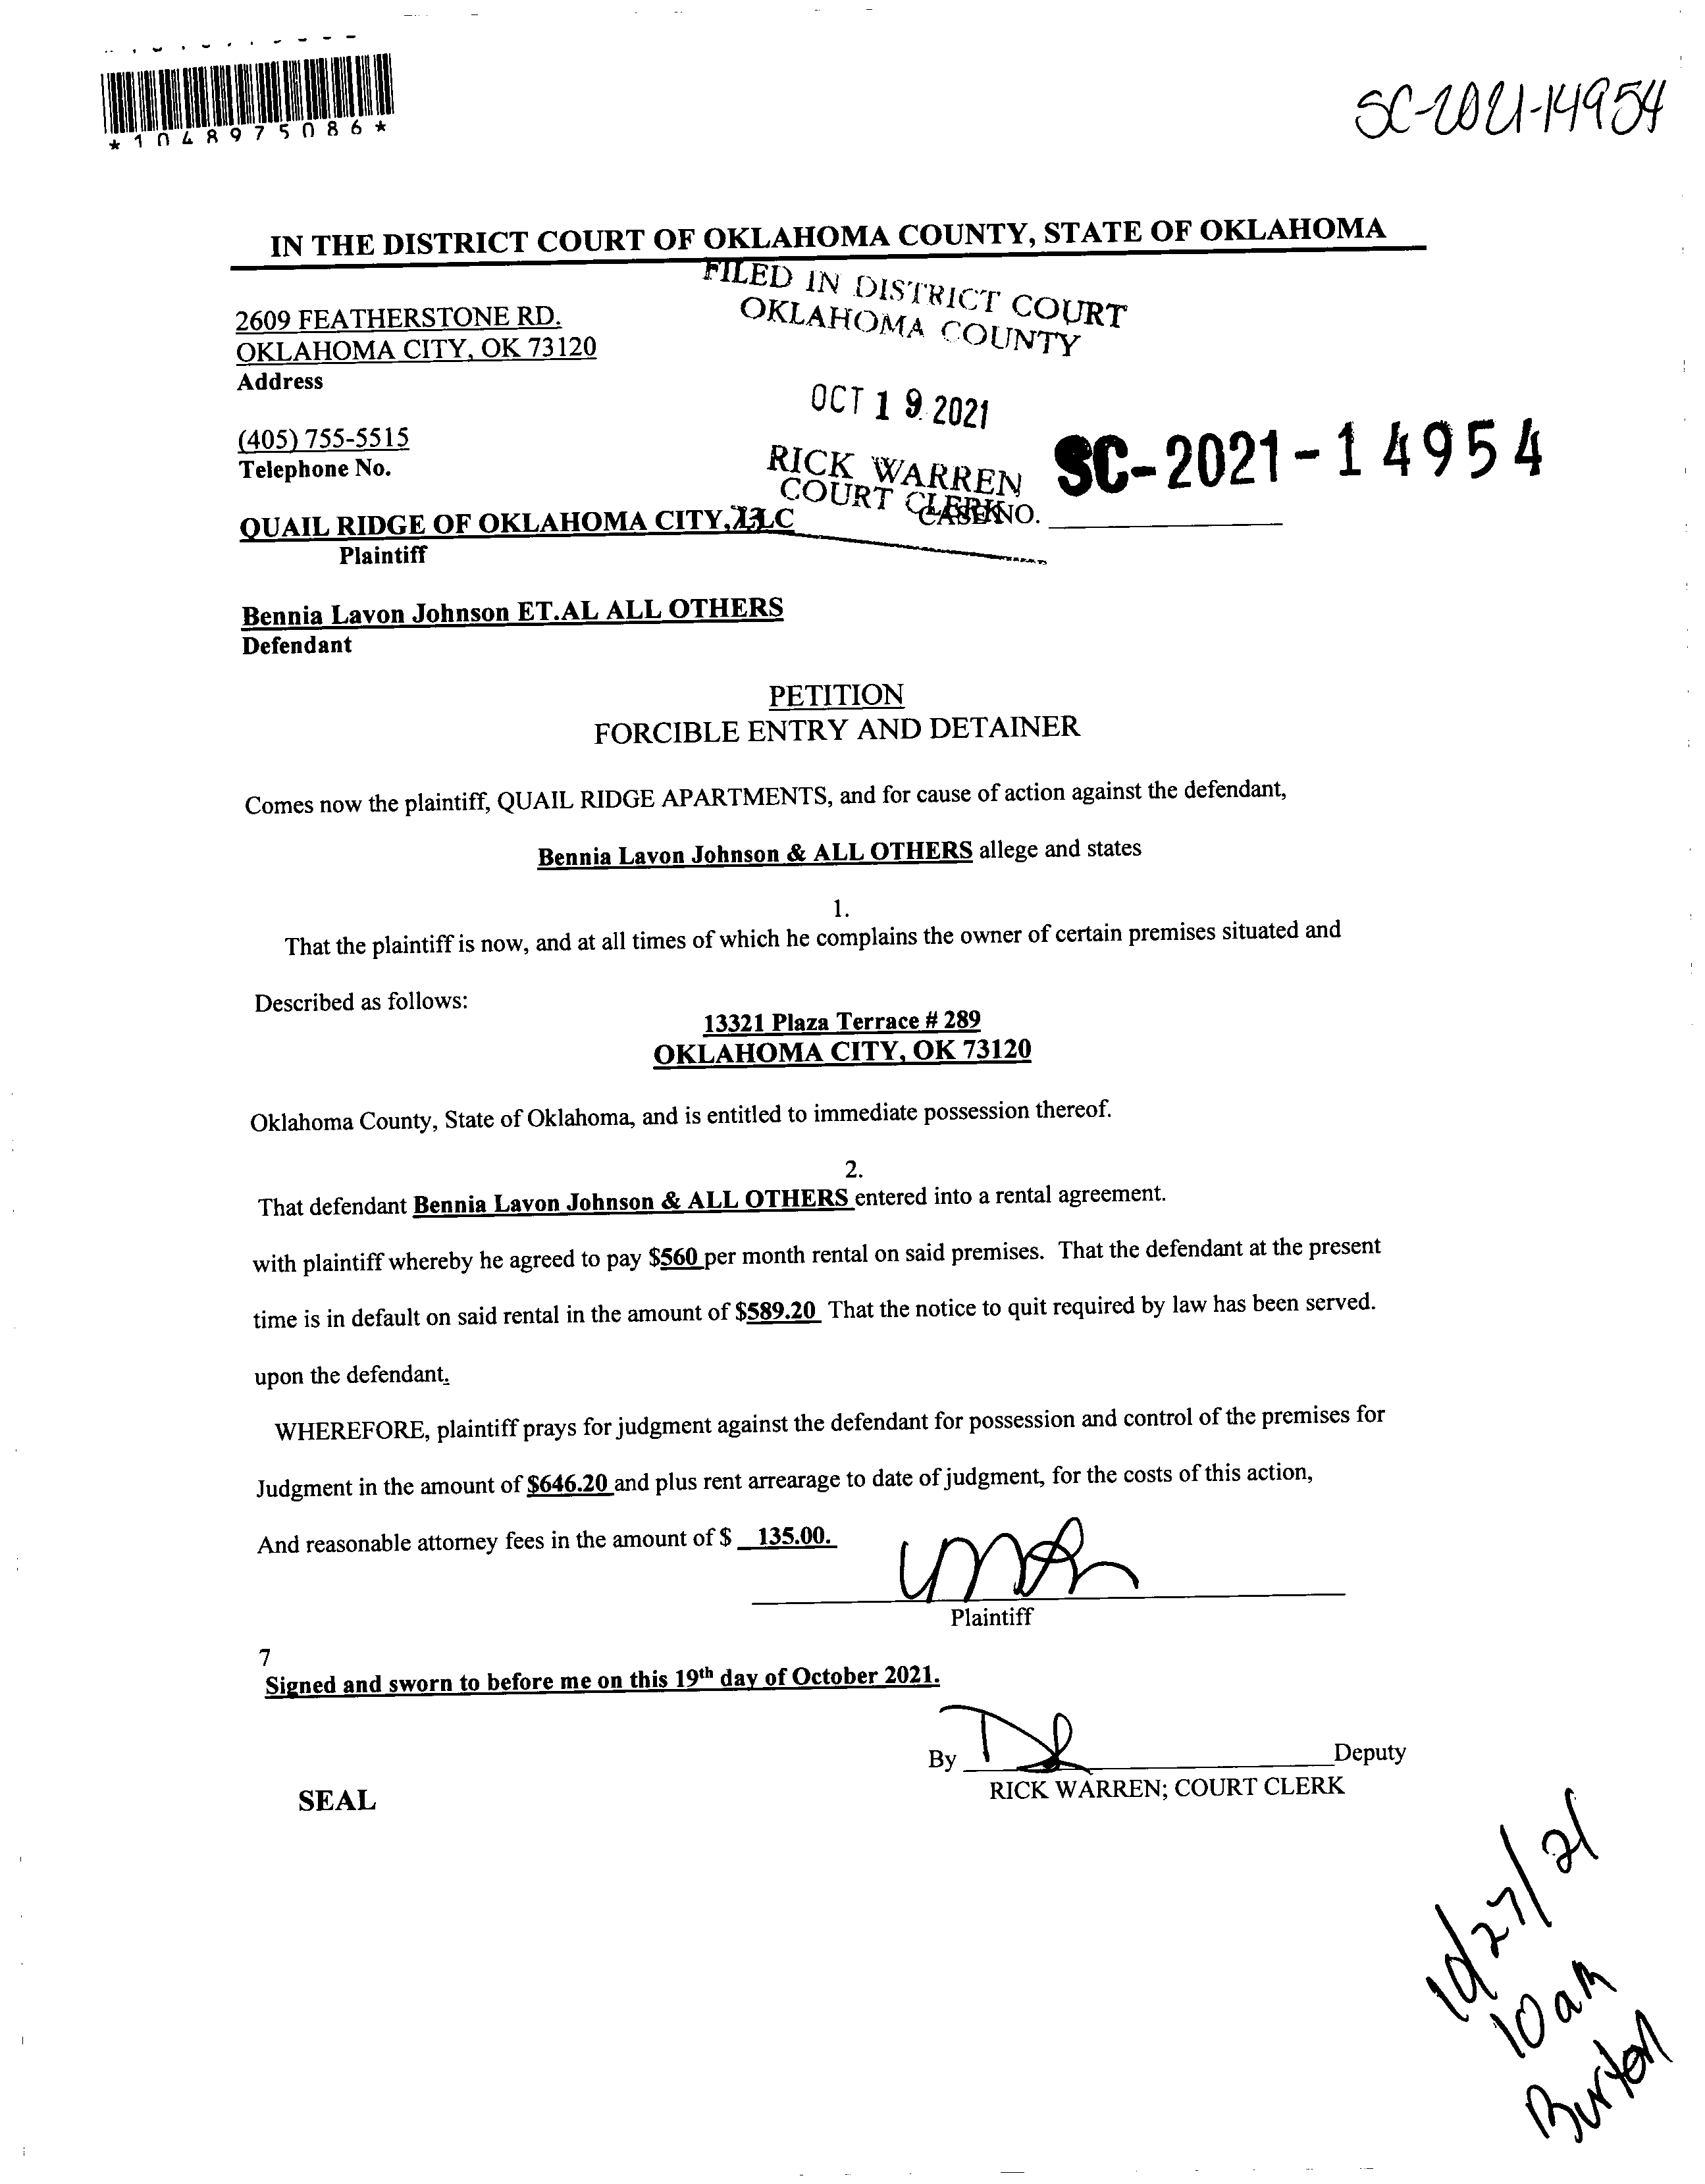 *1048975086*
SC-2021-14954
IN THE DISTRICT COURT OF OKLAHOMA COUNTY, STATE OF OKLAHOMA
FILED IN DISTRICT COURT
OKLAHOMA COUNTY
2609 FEATHERSTONE RD.
OKLAHOMA CITY, OK 73120
Address
OCT 19 2021
(405) 755-5515
Telephone No.
RICK WARREN
COURT CLERK
SC-2021-14954
CASE NO.
QUAIL RIDGE OF OKLAHOMA CITY, LLC
Plaintiff
Bennia Lavon Johnson ET.AL ALL OTHERS
Defendant
PETITION
FORCIBLE ENTRY AND DETAINER
Comes now the plaintiff, QUAIL RIDGE APARTMENTS, and for cause of action against the defendant,
Bennia Lavon Johnson & ALL OTHERS allege and states
1.
That the plaintiff is now, and at all times of which he complains the owner of certain premises situated and
Described as follows:
13321 Plaza Terrace # 289
OKLAHOMA CITY, OK 73120
Oklahoma County, State of Oklahoma, and is entitled to immediate possession thereof.
2.
That defendant Bennia Lavon Johnson & ALL OTHERS entered into a rental agreement.
with plaintiff whereby he agreed to pay $560 per month rental on said premises. That the defendant at the present
time is in default on said rental in the amount of $589.20 That the notice to quit required by law has been served.
upon the defendant.
WHEREFORE, plaintiff prays for judgment against the defendant for possession and control of the premises for
Judgment in the amount of $646.20 and plus rent arrearage to date of judgment, for the costs of this action,
And reasonable attorney fees in the amount of $ 135.00.
Plaintiff
7
Signed and sworn to before me on this 19th day of October 2021.
By Deputy
RICK WARREN; COURT CLERK
SEAL
10/27/21
10 am
Burton